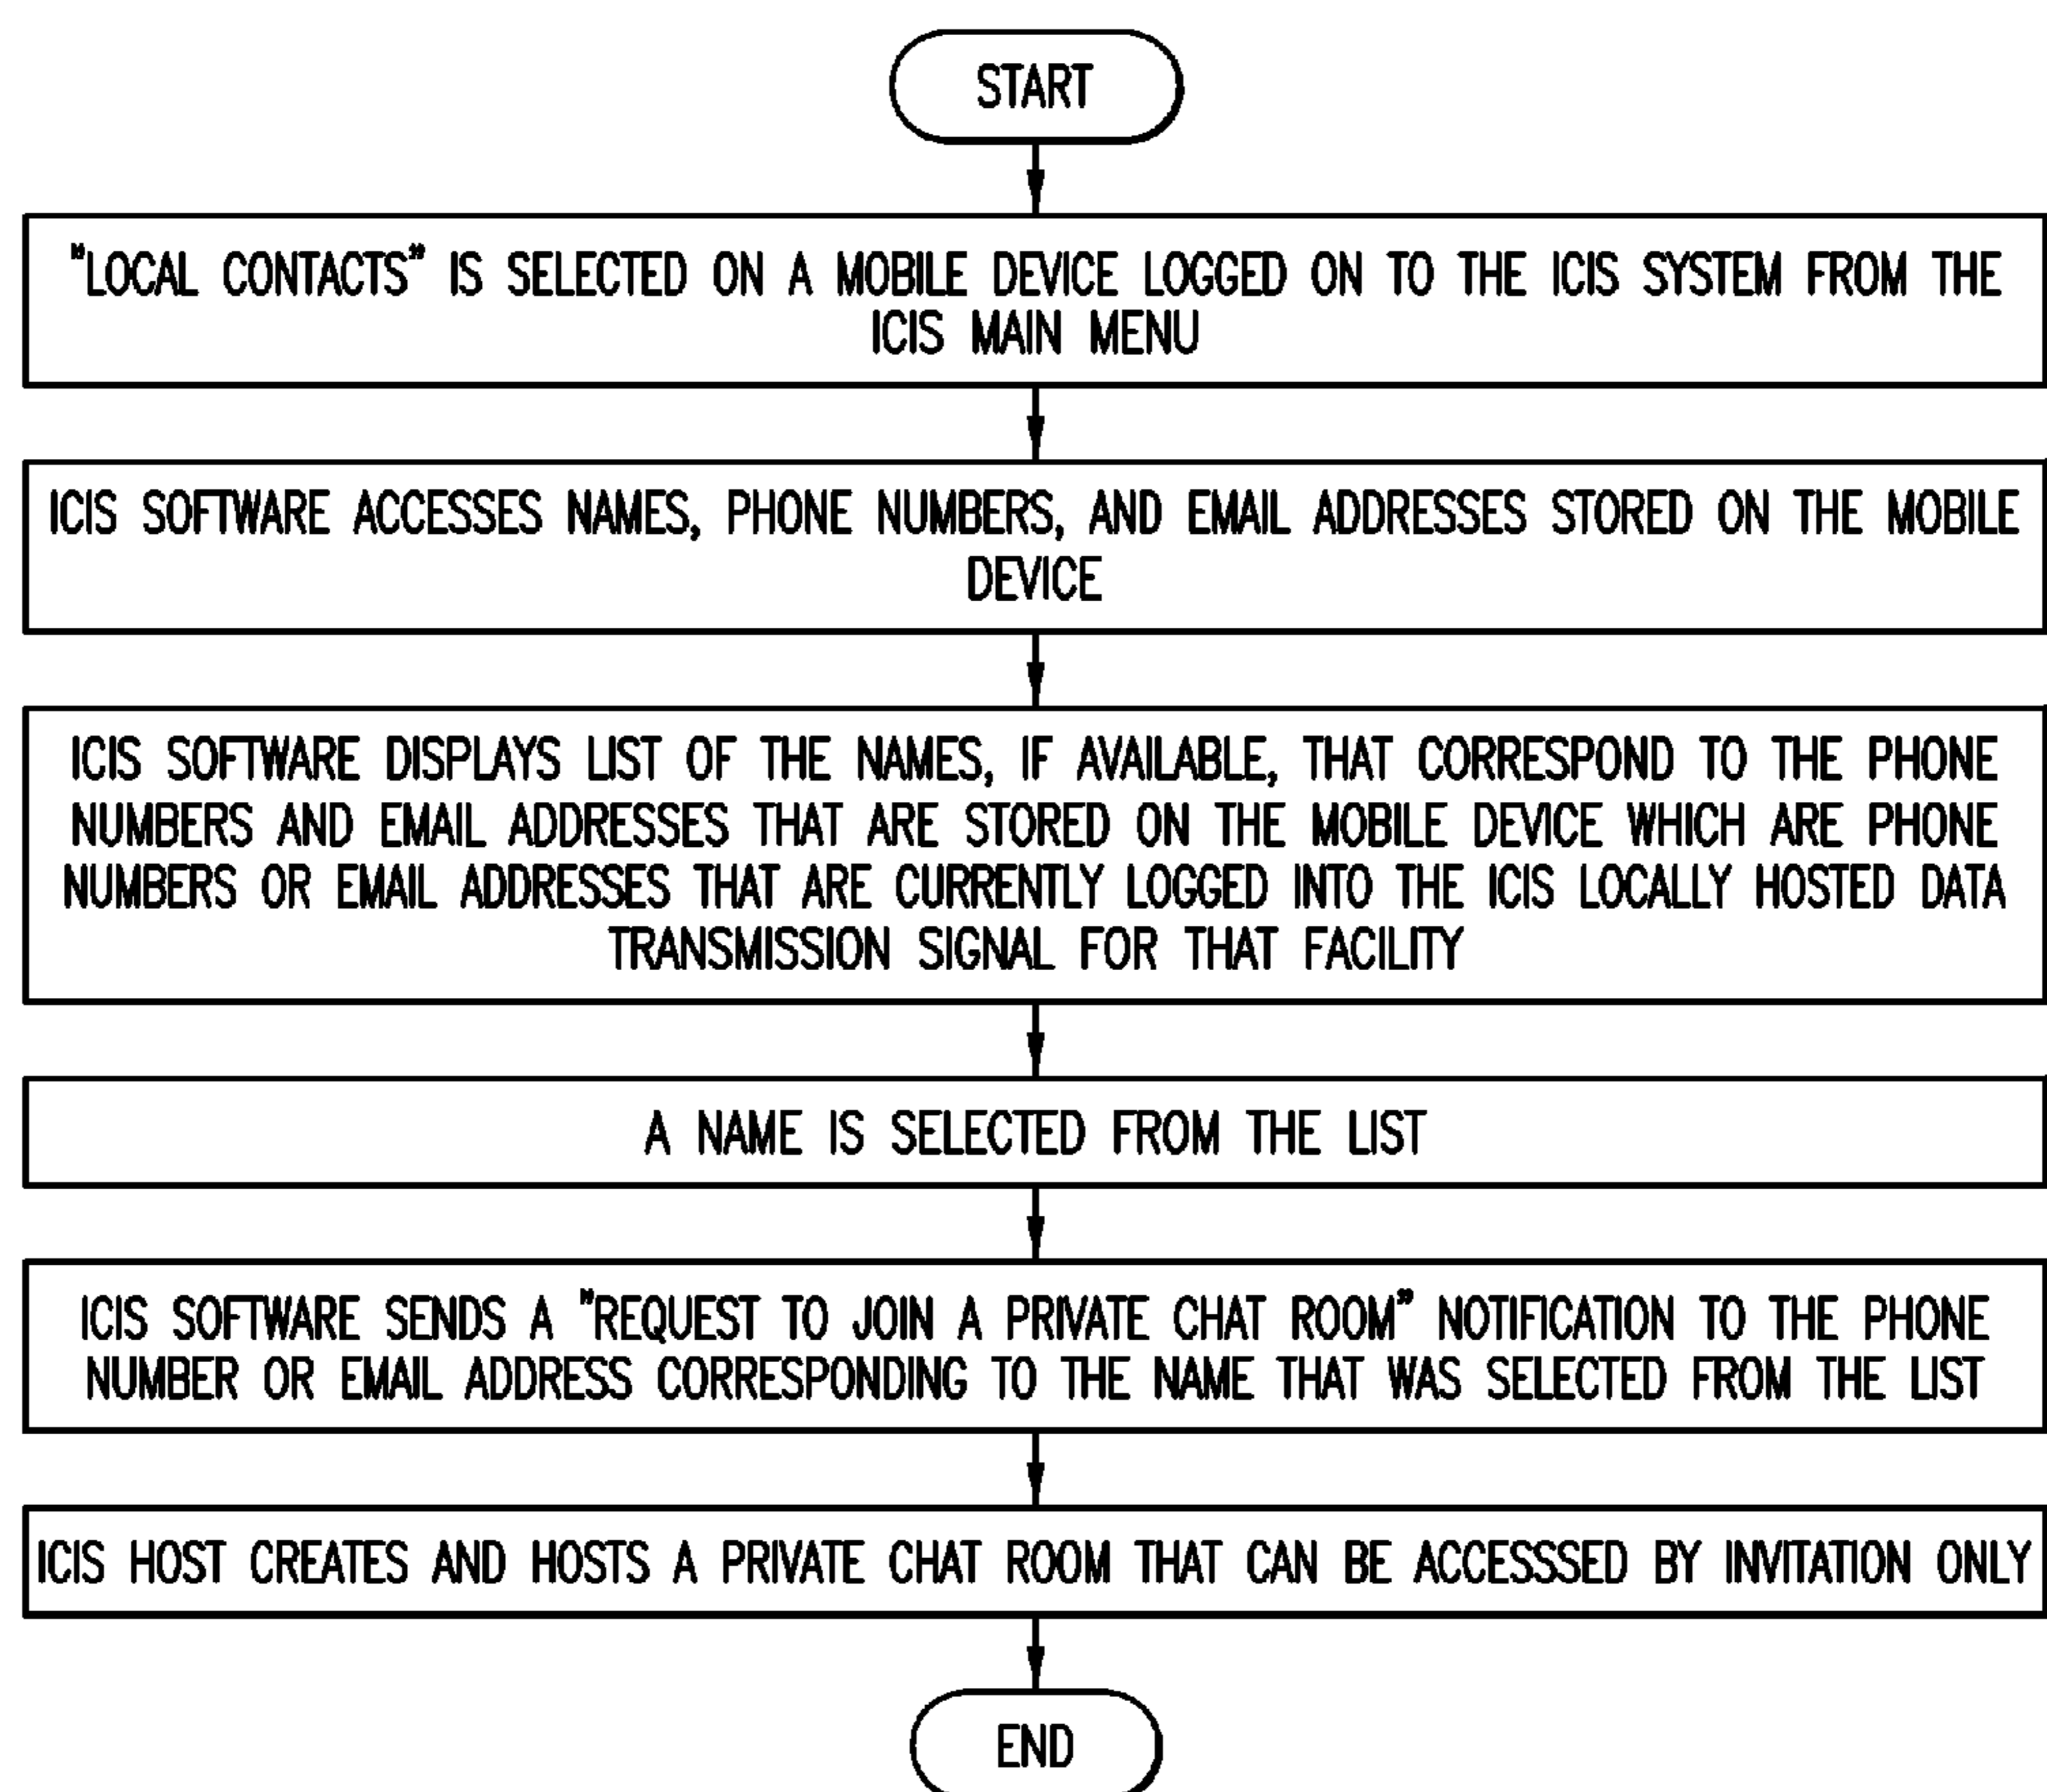 START
"LOCAL CONTACTS" IS SELECTED ON A MOBILE DEVICE LOGGED ON TO THE ICIS SYSTEM FROM THE
ICIS MAIN MENU
ICIS SOFTWARE ACCESSES NAMES, PHONE NUMBERS, AND EMAIL ADDRESSES STORED ON THE MOBILE
DEVICE
ICIS SOFTWARE DISPLAYS LIST OF THE NAMES, IF AVAILABLE, THAT CORRESPOND TO THE PHONE
NUMBERS AND EMAIL ADDRESSES THAT ARE STORED ON THE MOBILE DEVICE WHICH ARE PHONE
NUMBERS OR EMAIL ADDRESSES THAT ARE CURRENTLY LOGGED INTO THE ICIS LOCALLY HOSTED DATA
TRANSMISSION SIGNAL FOR THAT FACILITY
A NAME IS SELECTED FROM THE LIST
ICIS SOFTWARE SENDS A "REQUEST TO JOIN A PRIVATE CHAT ROOM" NOTIFICATION TO THE PHONE
NUMBER OR EMAIL ADDRESS CORRESPONDING TO THE NAME THAT WAS SELECTED FROM THE LIST
ICIS HOST CREATES AND HOSTS A PRIVATE CHAT ROOM THAT CAN BE ACCESSSED BY INVITATION ONLY
END